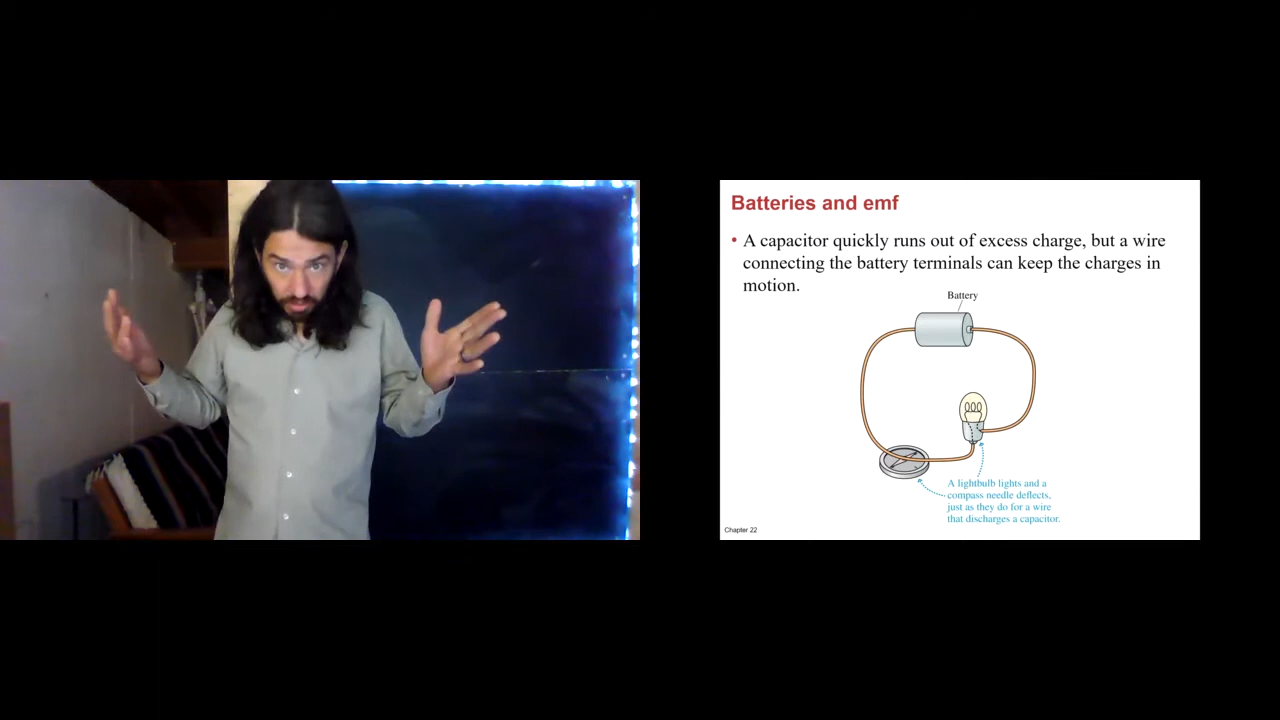 Batteries and emf
• A capacitor quickly runs out of excess charge, but a wire
connecting the battery terminals can keep the charges in
motion.
Battery
A lightbulb lights and a
compass needle deflects,
just as they do for a wire
that discharges a capacitor.
Chapter 22